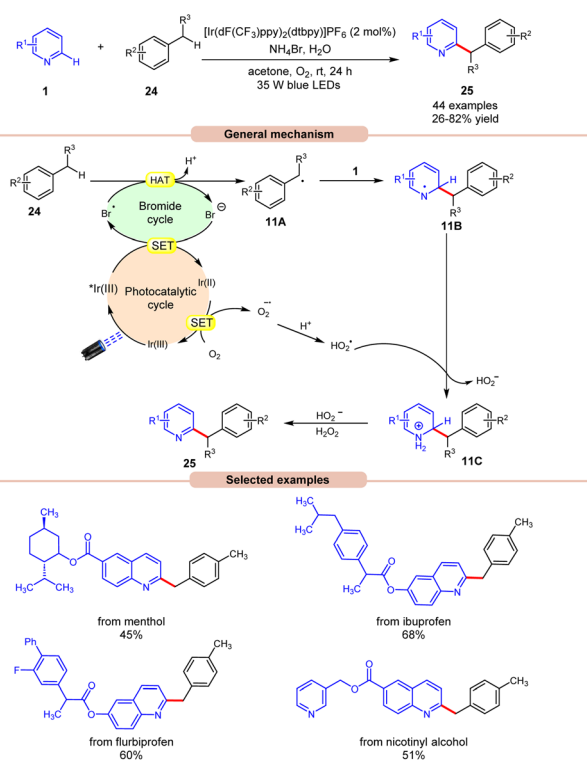 R1
N
H
1
+
R2
R3
H
24
[Ir(dF(CF3)ppy)2(dtbpy)]PF6 (2 mol%)
NH4Br, H2O
acetone, O2, rt, 24 h
35 W blue LEDs
R1
N
R3
R2
25
44 examples
26-82% yield
General mechanism
R3
R2
H
24
HAT
H+
Br•
Bromide
cycle
Br⊖
SET
*Ir(III)
Photocatalytic
cycle
Ir(II)
SET
Ir(III)
O2
O2−•
H+
HO2•
HO2−
R3
R2
•
11A
1
R1
N
•
H
R3
R2
11B
R1
N
H2
⊕
H
R3
R2
11C
HO2−
H2O2
R1
N
R3
R2
25
Selected examples
CH3
H3C
CH3
O
O
N
CH3
from menthol
45%
H3C
CH3
CH3
O
O
N
CH3
from ibuprofen
68%
Ph
F
CH3
O
O
N
CH3
from flurbiprofen
60%
N
O
O
N
CH3
from nicotinyl alcohol
51%